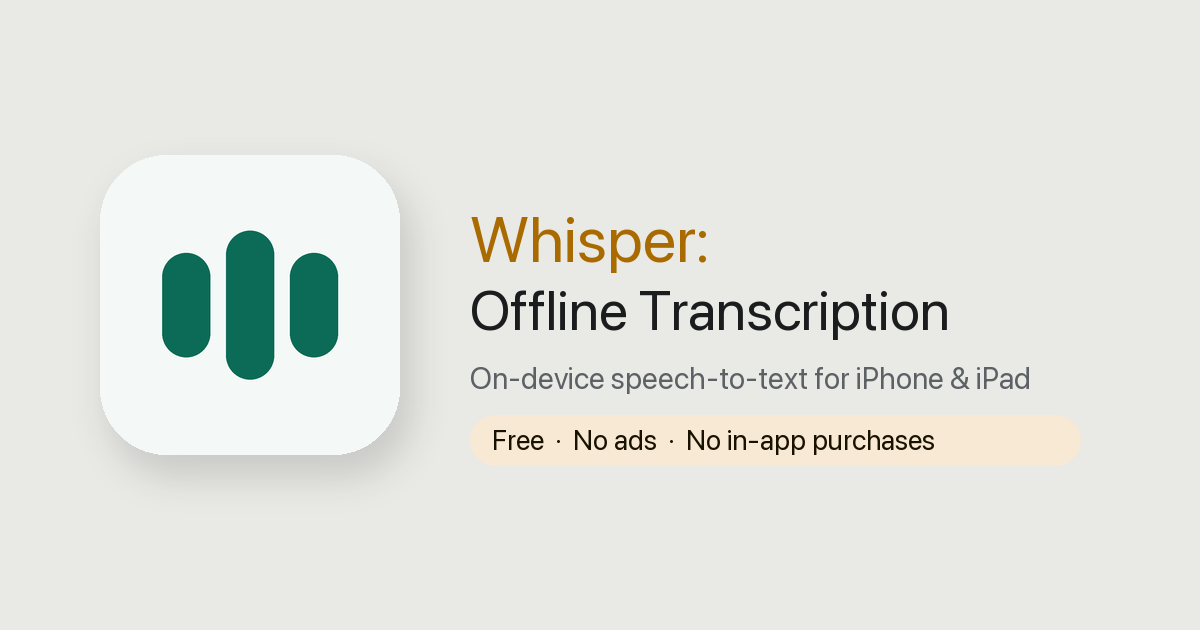 Whisper:
Offline Transcription
On-device speech-to-text for iPhone & iPad
Free · No ads · No in-app purchases